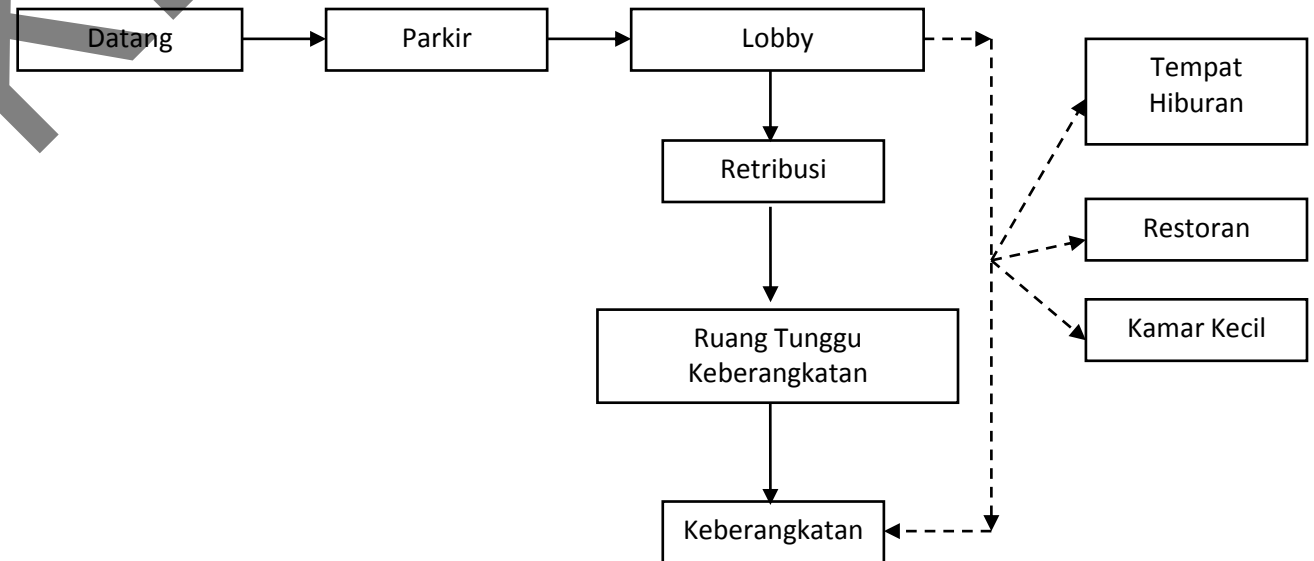 Datang
Parkir
Lobby
Tempat
Hiburan
Retribusi
Restoran
Ruang Tunggu
Keberangkatan
Kamar Kecil
Keberangkatan